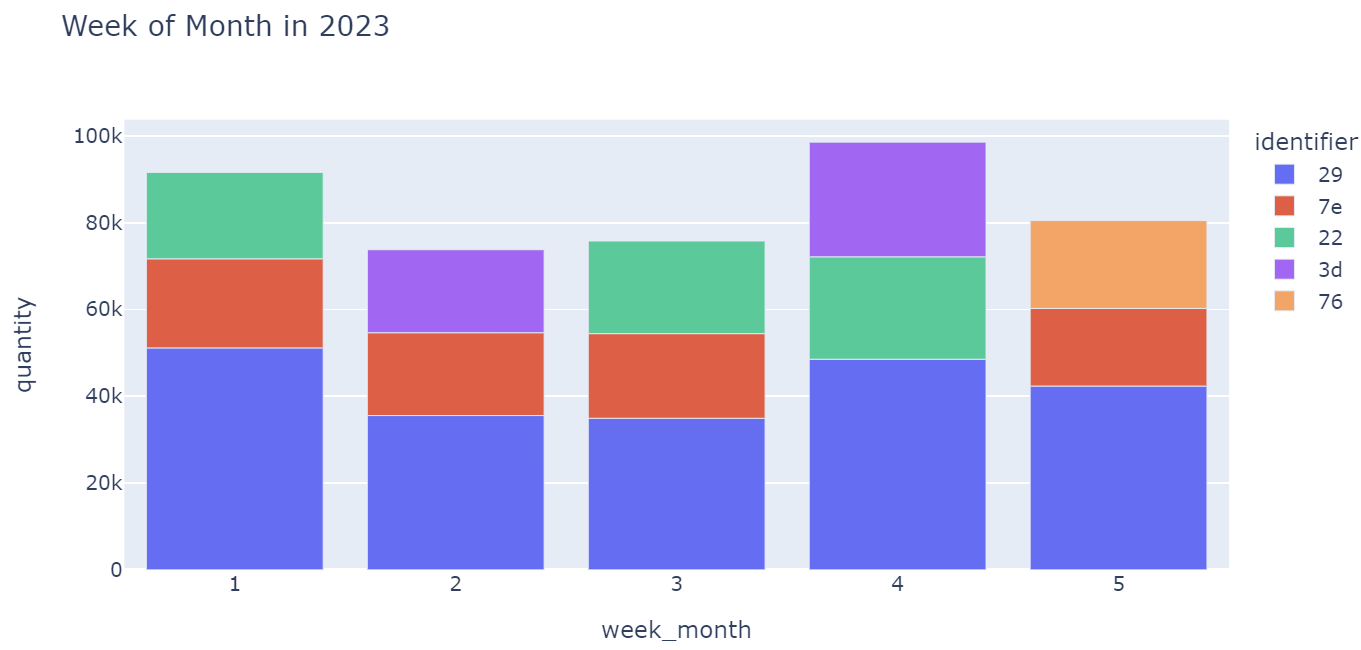 Week of Month in 2023
100k
80k
60k
40k
20k
0
quantity
1 2 3 4 5
week_month
identifier
29
7e
22
3d
76